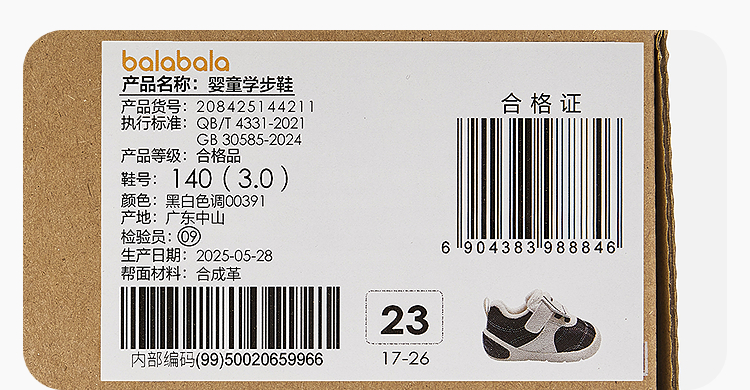 balabala
产品名称：婴童学步鞋
产品货号：208425144211
执行标准：QB/T 4331-2021
GB 30585-2024
产品等级：合格品
鞋号：140（3.0）
颜色：黑白色调00391
产地：广东中山
检验员：09
生产日期：2025-05-28
帮面材料：合成革
内部编码(99)50020659966
23
17-26
合格证
6 904383 988846